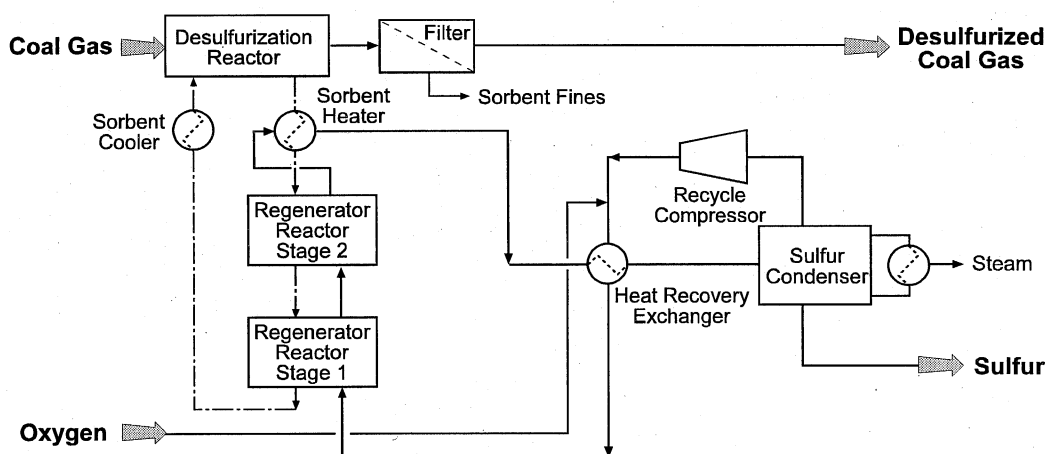 Coal Gas
Desulfurization
Reactor
Filter
Desulfurized
Coal Gas
Sorbent Fines
Sorbent
Cooler
Sorbent
Heater
Recycle
Compressor
Regenerator
Reactor
Stage 2
Sulfur
Condenser
Steam
Heat Recovery
Exchanger
Regenerator
Reactor
Stage 1
Sulfur
Oxygen